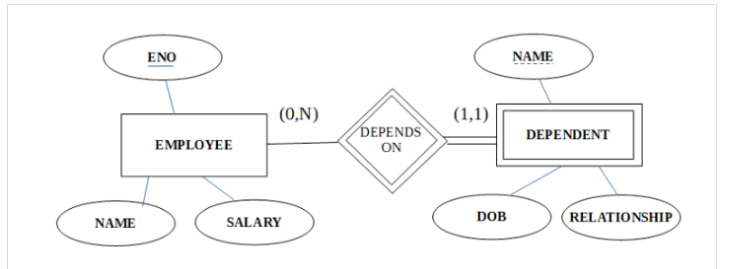 ENO
NAME
(0,N)
(1,1)
EMPLOYEE
DEPENDS
ON
DEPENDENT
NAME
SALARY
DOB
RELATIONSHIP